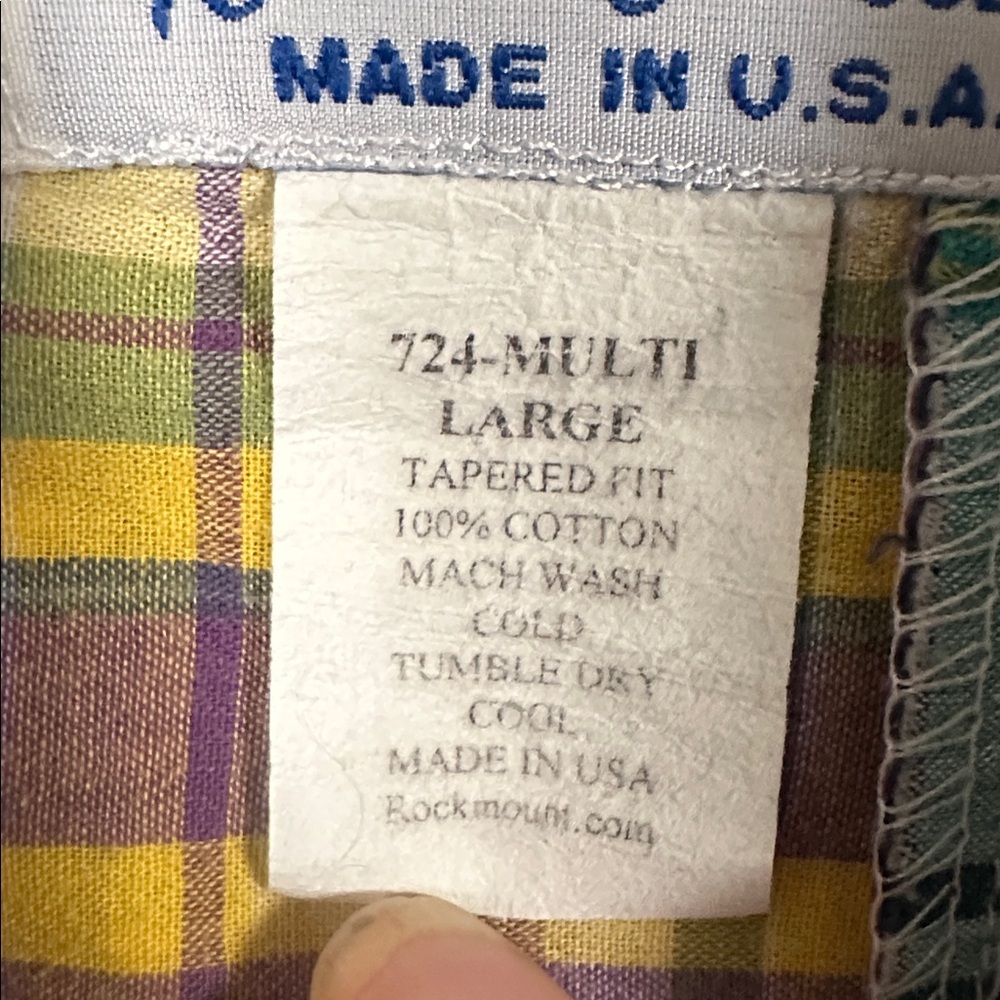 MADE IN U.S.A.
724-MULTI
LARGE
TAPERED FIT
100% COTTON
MACH WASH
COLD
TUMBLE DRY
COOL
MADE IN USA
Rockmount.com